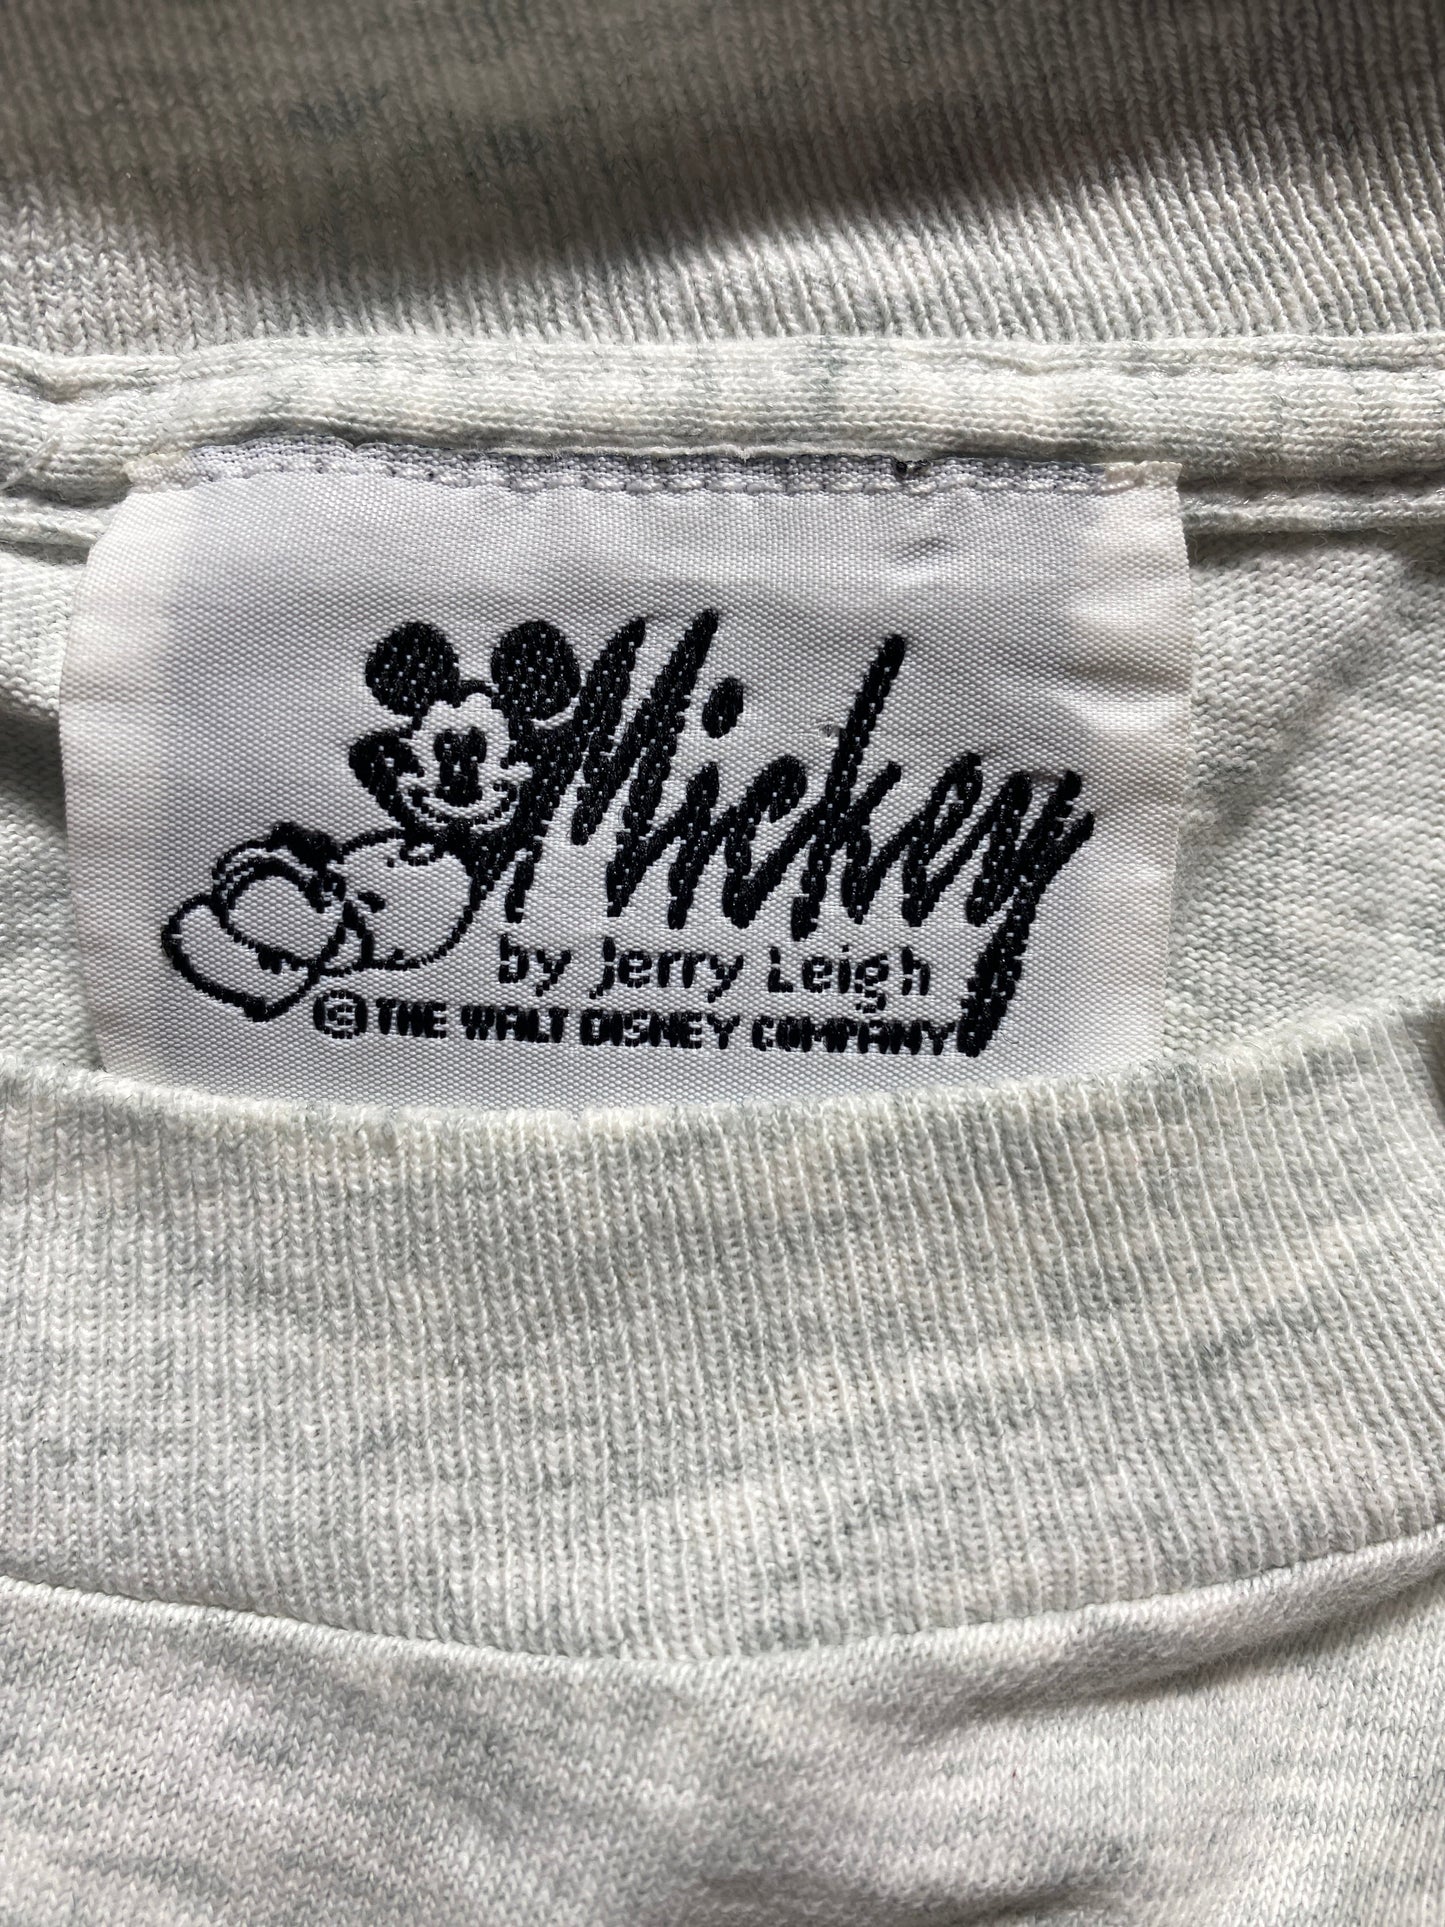 Mickey
by Jerry Leigh
© THE WALT DISNEY COMPANY